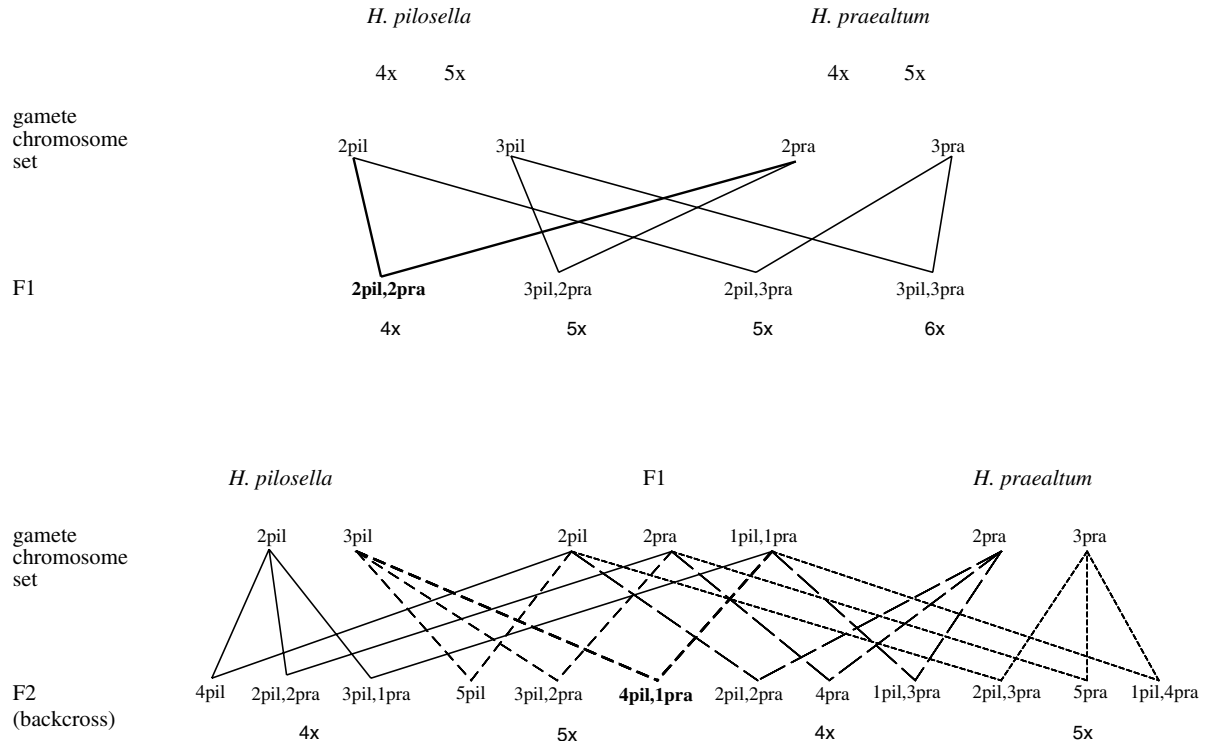 H. pilosella H. praealtum
4x 5x 4x 5x
gamete
chromosome
set
2pil 3pil 2pra 3pra
F1 2pil,2pra 3pil,2pra 2pil,3pra 3pil,3pra
4x 5x 5x 6x
H. pilosella F1 H. praealtum
gamete
chromosome
set
2pil 3pil 2pil 2pra 1pil,1pra 2pra 3pra
F2 4pil 2pil,2pra 3pil,1pra 5pil 3pil,2pra 4pil,1pra 2pil,2pra 4pra 1pil,3pra 2pil,3pra 5pra 1pil,4pra
(backcross)
4x 5x 4x 5x